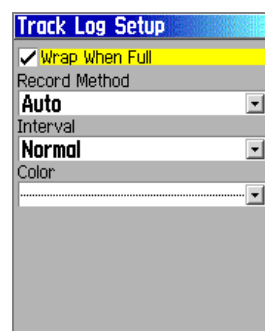 Track Log Setup
Wrap When Full
Record Method
Auto
Interval
Normal
Color